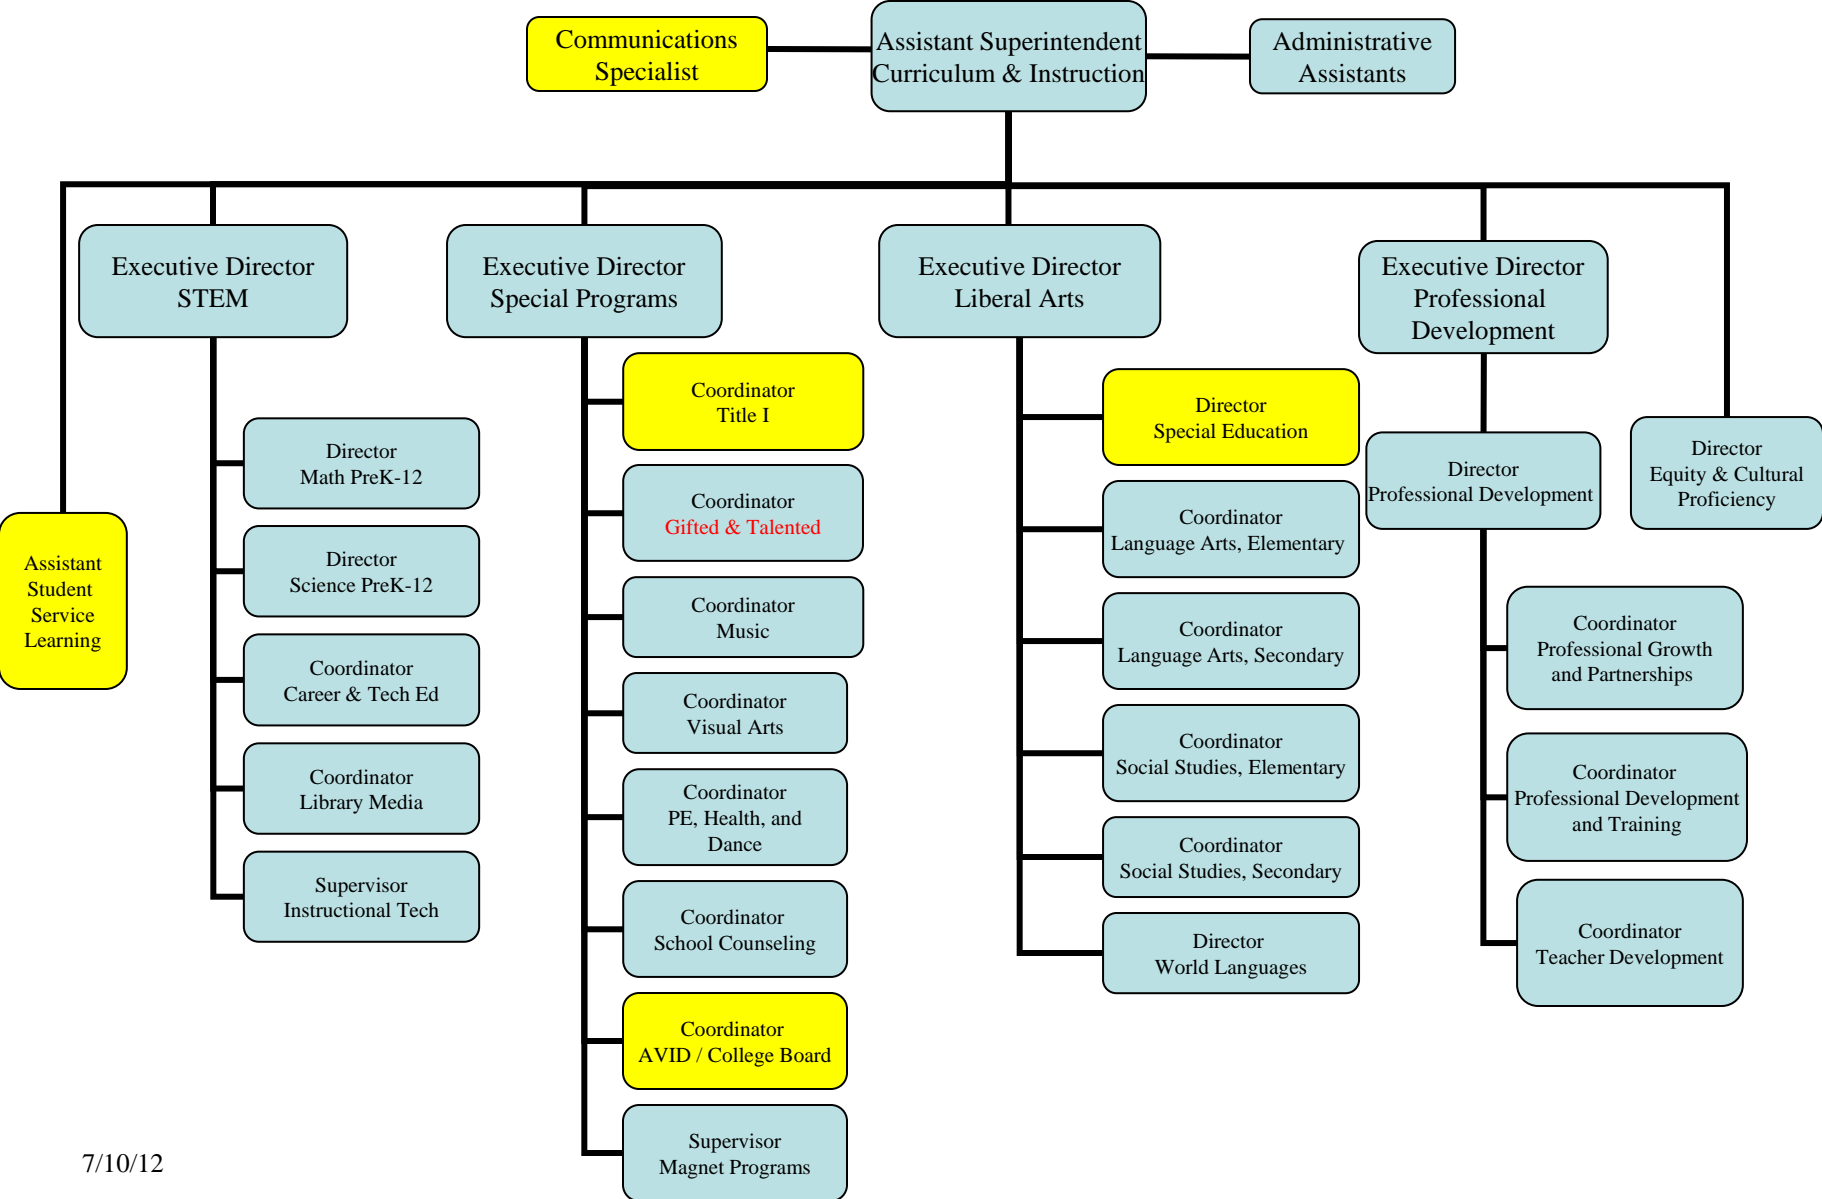 Communications
Specialist
Assistant Superintendent
Curriculum & Instruction
Administrative
Assistants
Executive Director
STEM
Executive Director
Special Programs
Executive Director
Liberal Arts
Executive Director
Professional
Development
Assistant
Student
Service
Learning
Director
Math PreK-12
Director
Science PreK-12
Coordinator
Career & Tech Ed
Coordinator
Library Media
Supervisor
Instructional Tech
Coordinator
Title I
Coordinator
Gifted & Talented
Coordinator
Music
Coordinator
Visual Arts
Coordinator
PE, Health, and
Dance
Coordinator
School Counseling
Coordinator
AVID / College Board
Supervisor
Magnet Programs
Director
Special Education
Coordinator
Language Arts, Elementary
Coordinator
Language Arts, Secondary
Coordinator
Social Studies, Elementary
Coordinator
Social Studies, Secondary
Director
World Languages
Director
Professional Development
Coordinator
Professional Growth
and Partnerships
Coordinator
Professional Development
and Training
Coordinator
Teacher Development
Director
Equity & Cultural
Proficiency
7/10/12